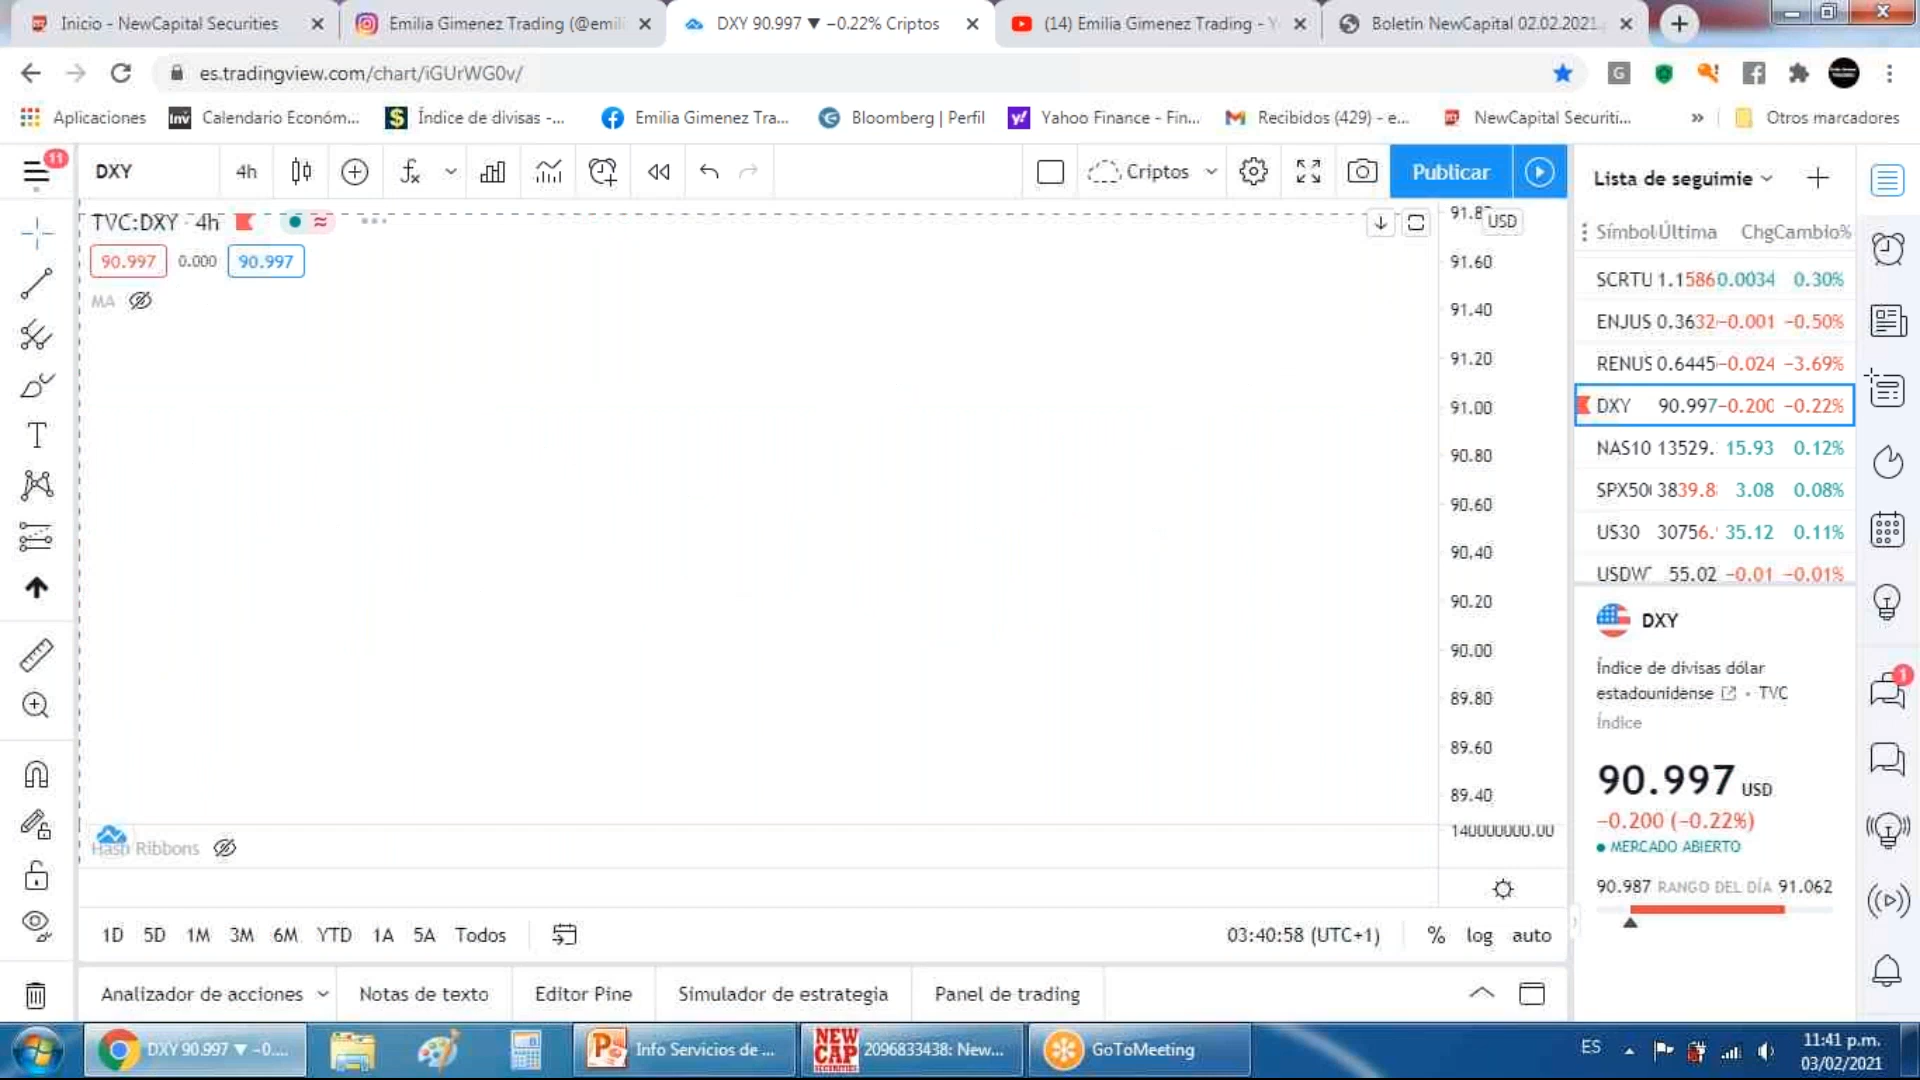 Inicio - NewCapital Securities
Emilia Gimenez Trading (@emil
DXY 90.997 ▼ −0.22% Criptos
(14) Emilia Gimenez Trading - Y
Boletín NewCapital 02.02.2021
es.tradingview.com/chart/iGUrWG0v/
Aplicaciones
Inv
Calendario Económ...
Índice de divisas -...
Emilia Gimenez Tra...
Bloomberg | Perfil
Yahoo Finance - Fin...
Recibidos (429) - e...
NewCapital Securiti...
»
Otros marcadores
11
DXY
4h
Criptos
Publicar
Lista de seguimie
TVC:DXY · 4h
USD
90.997 0.000 90.997
MA
91.60
91.40
91.20
91.00
90.80
90.60
90.40
90.20
90.00
89.80
89.60
89.40
140000000.00
Hash Ribbons
Símbol Última Chg Cambio%
SCRTU 1.1586 0.0034 0.30%
ENJUS 0.3632 −0.001 −0.50%
RENUS 0.6445 −0.024 −3.69%
DXY 90.997 −0.200 −0.22%
NAS10 13529. 15.93 0.12%
SPX50 3839.8 3.08 0.08%
US30 30756. 35.12 0.11%
USDW 55.02 −0.01 −0.01%
DXY
Índice de divisas dólar
estadounidense • TVC
Índice
90.997 USD
−0.200 (−0.22%)
MERCADO ABIERTO
90.987 RANGO DEL DÍA 91.062
1
1D 5D 1M 3M 6M YTD 1A 5A Todos
03:40:58 (UTC+1)
% log auto
Analizador de acciones
Notas de texto
Editor Pine
Simulador de estrategia
Panel de trading
DXY 90.997 ▼ −0....
Info Servicios de ...
NEW CAP
2096833438: New...
GoToMeeting
ES
11:41 p.m.
03/02/2021